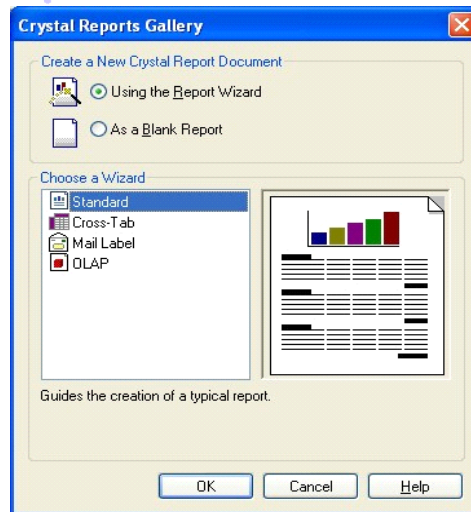 Crystal Reports Gallery
Create a New Crystal Report Document
Using the Report Wizard
As a Blank Report
Choose a Wizard
Standard
Cross-Tab
Mail Label
OLAP
Guides the creation of a typical report.
OK Cancel Help